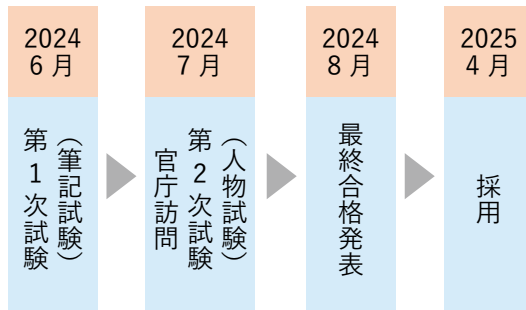 2024
6 月
第
1
次試験
（筆記試験）
2024
7 月
官庁訪問
第
2
次試験
（人物試験）
2024
8 月
最終合格発表
2025
4 月
採用